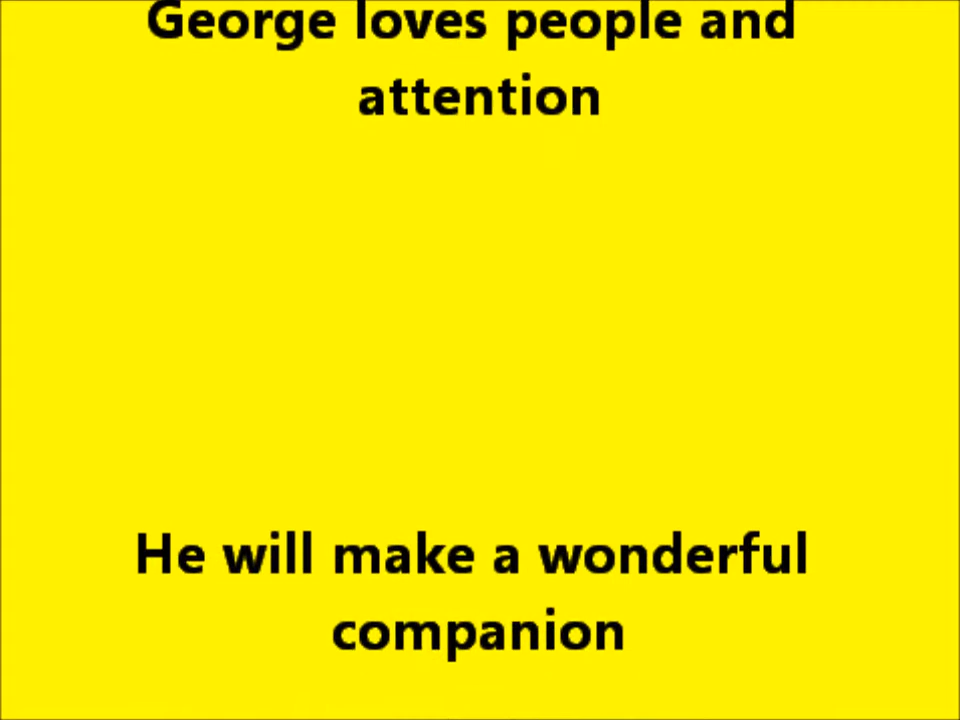 George loves people and
attention
He will make a wonderful
companion